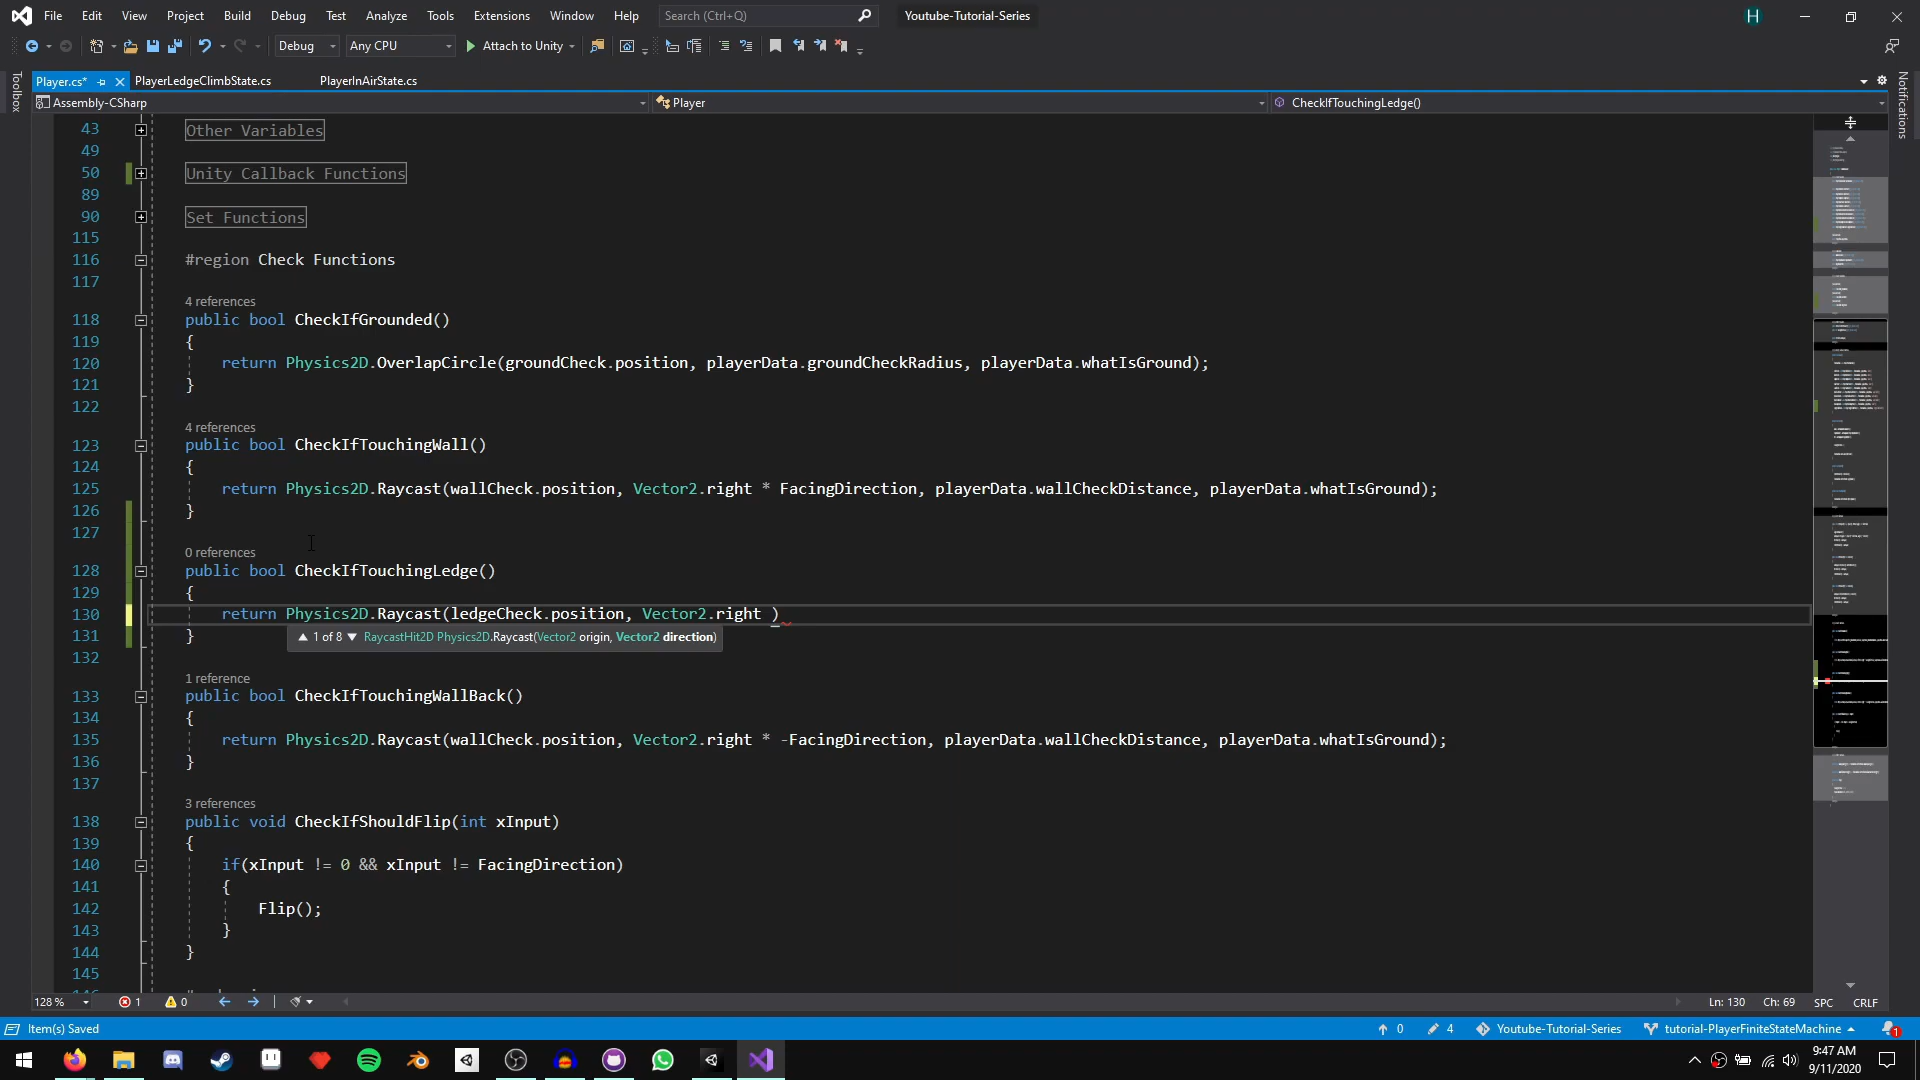 File Edit View Project Build Debug Test Analyze Tools Extensions Window Help Search (Ctrl+Q) Youtube-Tutorial-Series H
Debug Any CPU Attach to Unity
Toolbox
Player.cs* PlayerLedgeClimbState.cs PlayerInAirState.cs
Notifications
Assembly-CSharp Player CheckIfTouchingLedge()
43 Other Variables
49
50 Unity Callback Functions
89
90 Set Functions
115
116 #region Check Functions
117
4 references
118 public bool CheckIfGrounded()
119 {
120 return Physics2D.OverlapCircle(groundCheck.position, playerData.groundCheckRadius, playerData.whatIsGround);
121 }
122
4 references
123 public bool CheckIfTouchingWall()
124 {
125 return Physics2D.Raycast(wallCheck.position, Vector2.right * FacingDirection, playerData.wallCheckDistance, playerData.whatIsGround);
126 }
127
0 references
128 public bool CheckIfTouchingLedge()
129 {
130 return Physics2D.Raycast(ledgeCheck.position, Vector2.right )
131 }
▲ 1 of 8 ▼ RaycastHit2D Physics2D.Raycast(Vector2 origin, Vector2 direction)
132
1 reference
133 public bool CheckIfTouchingWallBack()
134 {
135 return Physics2D.Raycast(wallCheck.position, Vector2.right * -FacingDirection, playerData.wallCheckDistance, playerData.whatIsGround);
136 }
137
3 references
138 public void CheckIfShouldFlip(int xInput)
139 {
140 if(xInput != 0 && xInput != FacingDirection)
141 {
142 Flip();
143 }
144 }
145
128 % 1 0 Ln: 130 Ch: 69 SPC CRLF
Item(s) Saved 0 4 Youtube-Tutorial-Series tutorial-PlayerFiniteStateMachine 1
9:47 AM
9/11/2020